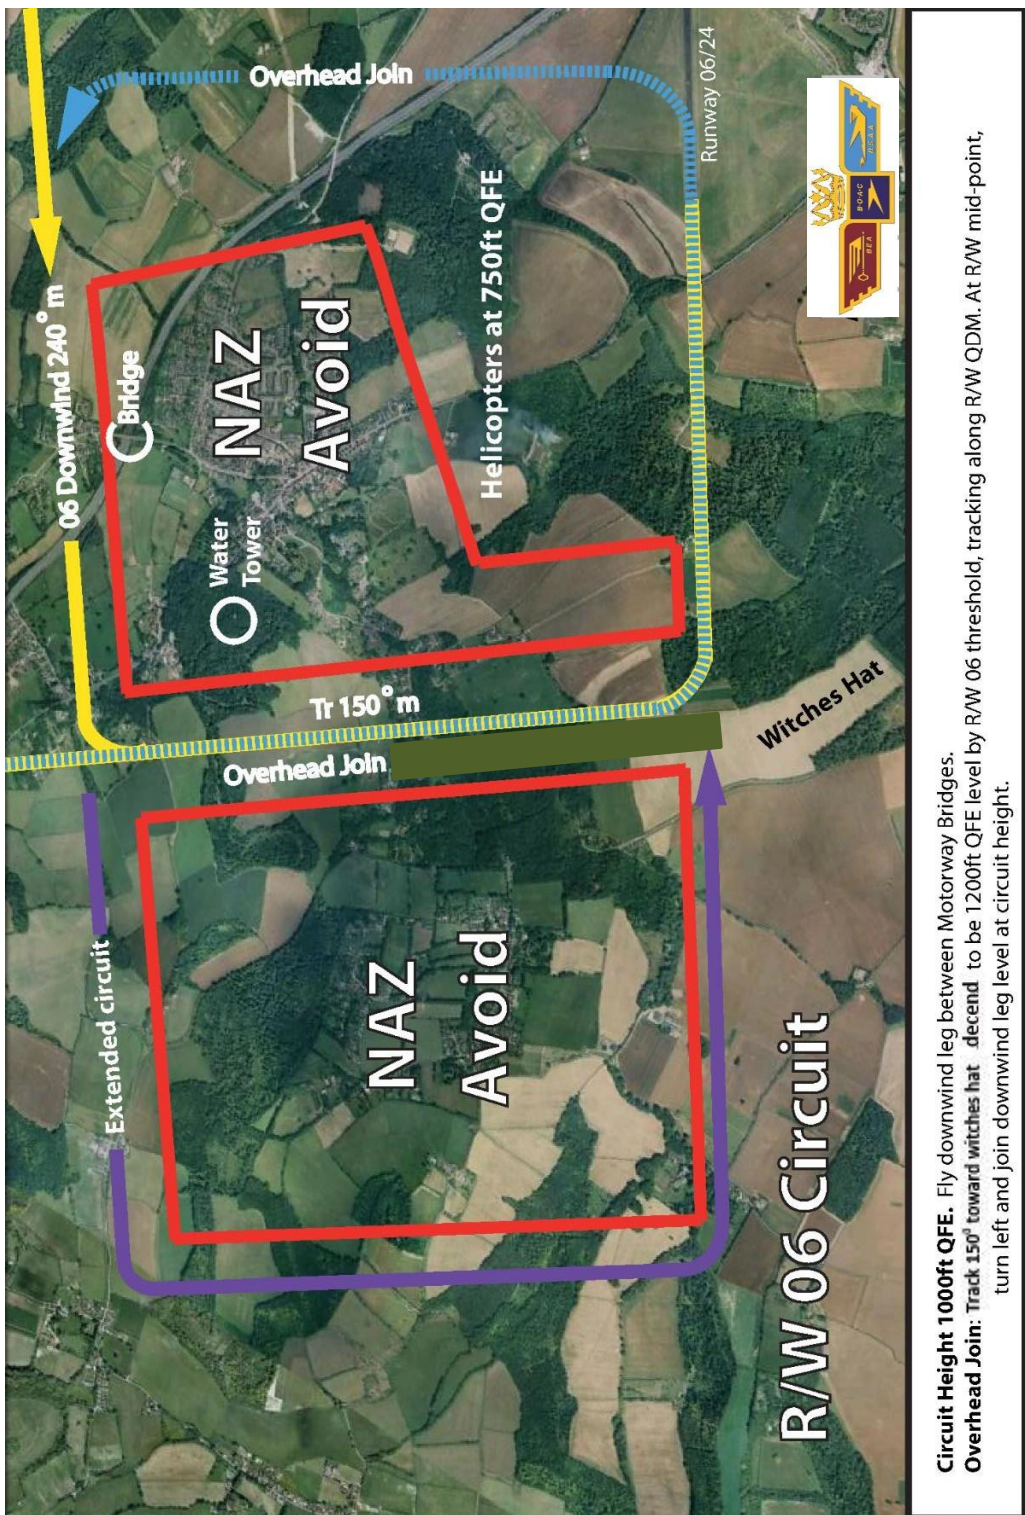 06 Downwind 240° m
Bridge
Overhead Join
Water
Tower
NAZ
Avoid
Helicopters at 750ft QFE
Runway 06/24
Tr 150° m
Overhead Join
Extended circuit
NAZ
Avoid
Witches Hat
R/W 06 Circuit
BEA
B·O·A·C
BSAA
Circuit Height 1000ft QFE. Fly downwind leg between Motorway Bridges.
Overhead Join: Track 150⁰ toward witches hat decend to be 1200ft QFE level by R/W 06 threshold, tracking along R/W QDM. At R/W mid-point,
turn left and join downwind leg level at circuit height.